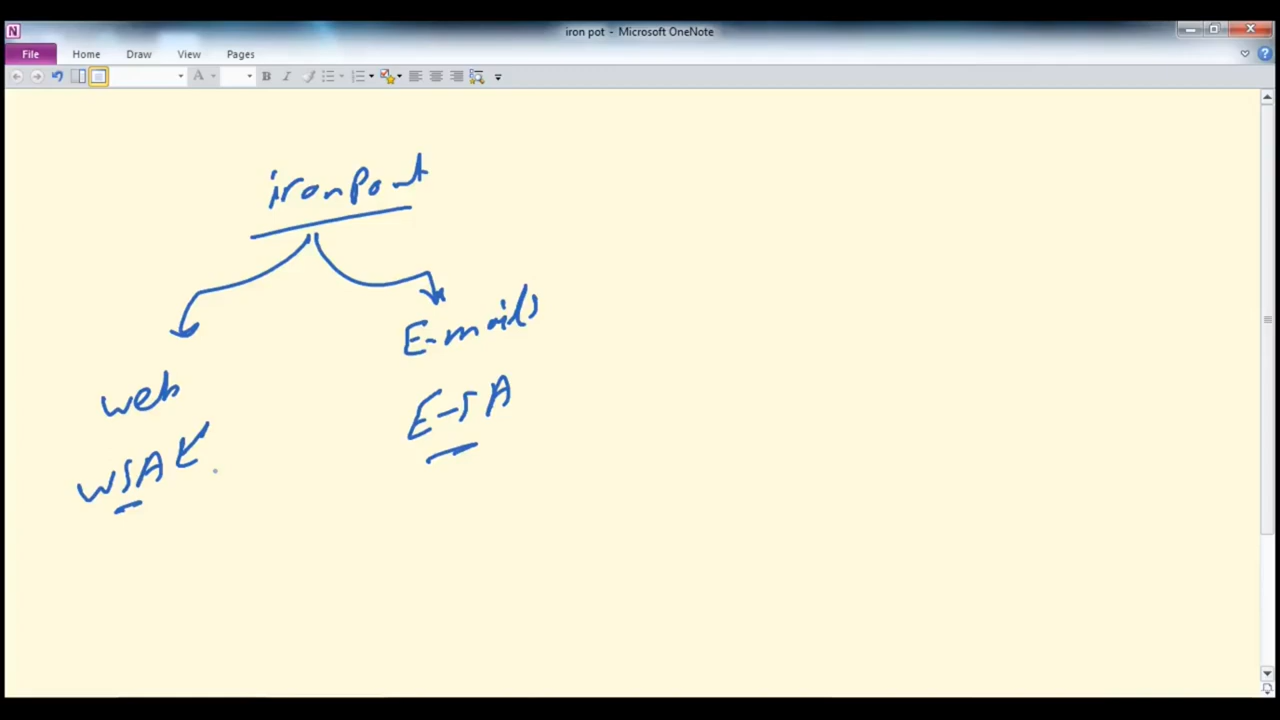 iron pot - Microsoft OneNote
File Home Draw View Pages
ironPort
web
WSA
E-mails
E-SA